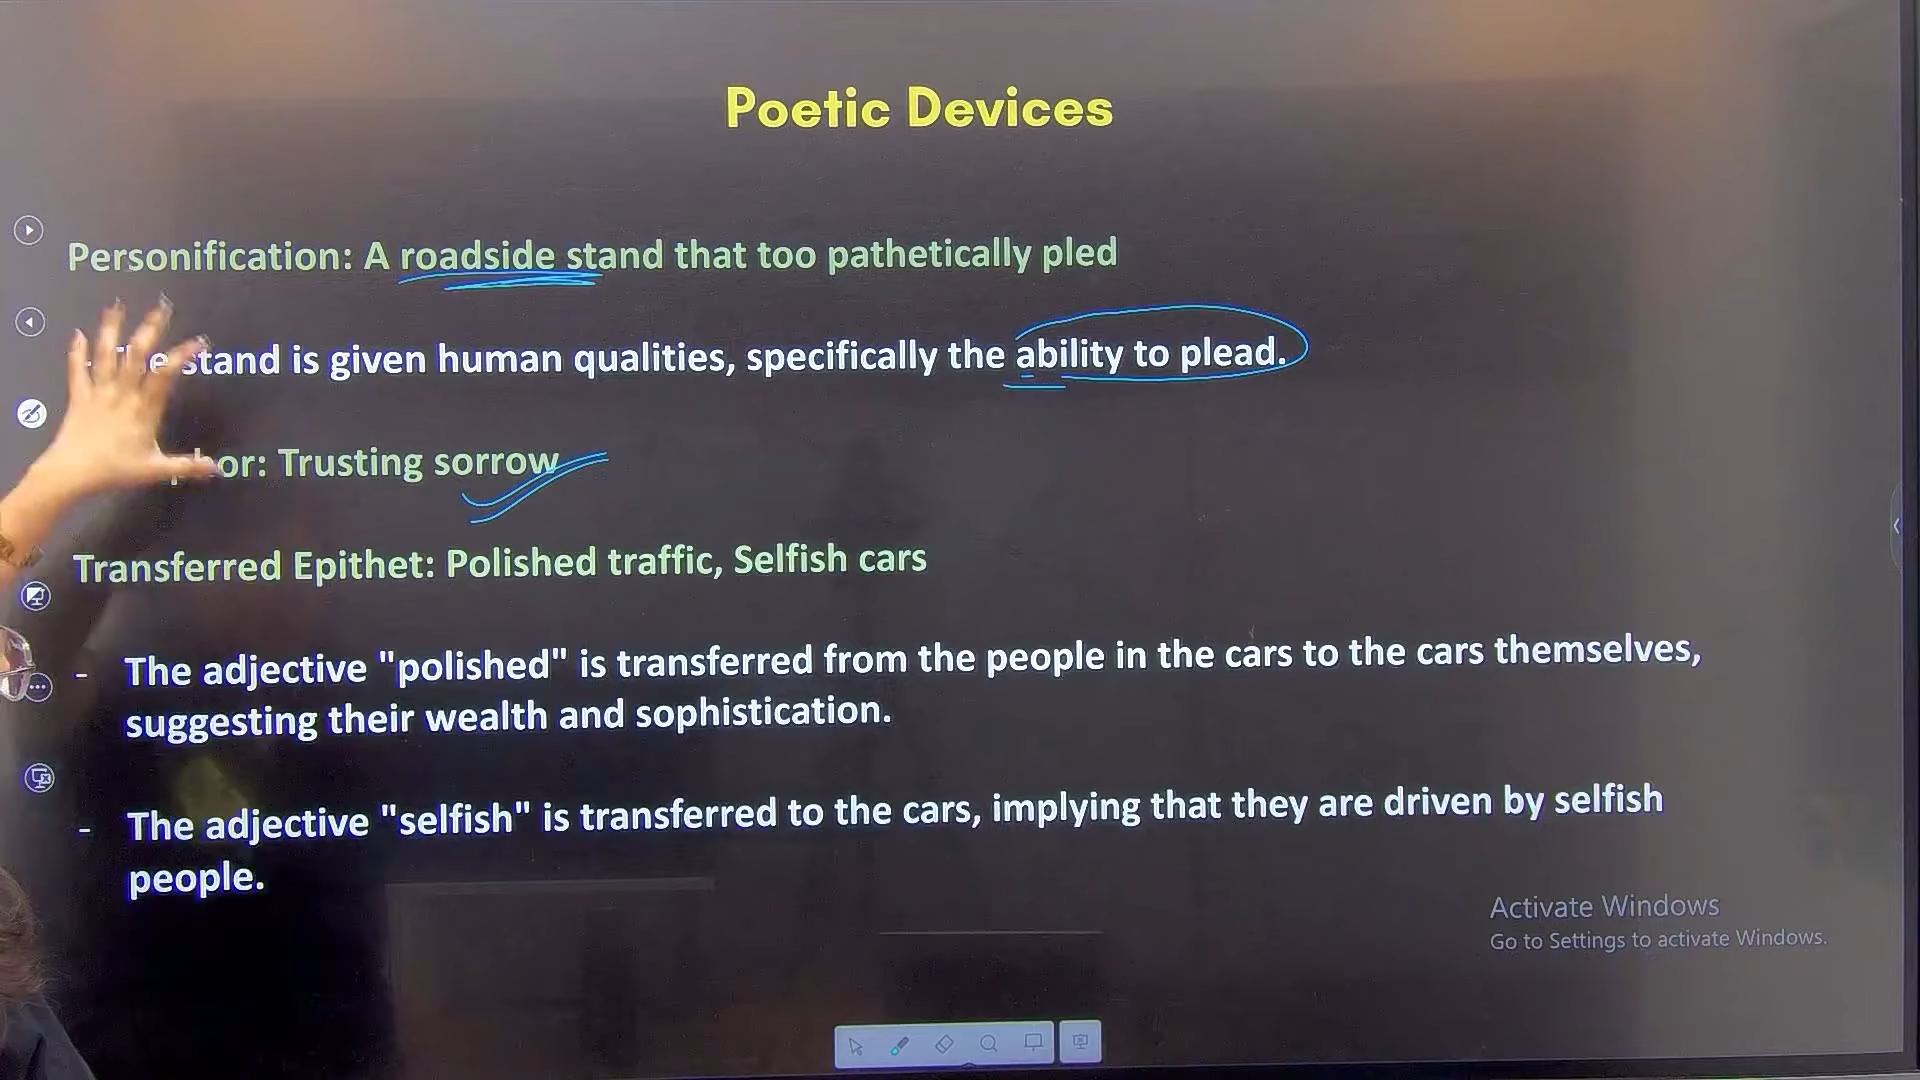 Poetic Devices
Personification: A roadside stand that too pathetically pled
stand is given human qualities, specifically the ability to plead.
Trusting sorrow
Transferred Epithet: Polished traffic, Selfish cars
- The adjective "polished" is transferred from the people in the cars to the cars themselves,
suggesting their wealth and sophistication.
- The adjective "selfish" is transferred to the cars, implying that they are driven by selfish
people.
Activate Windows
Go to Settings to activate Windows.